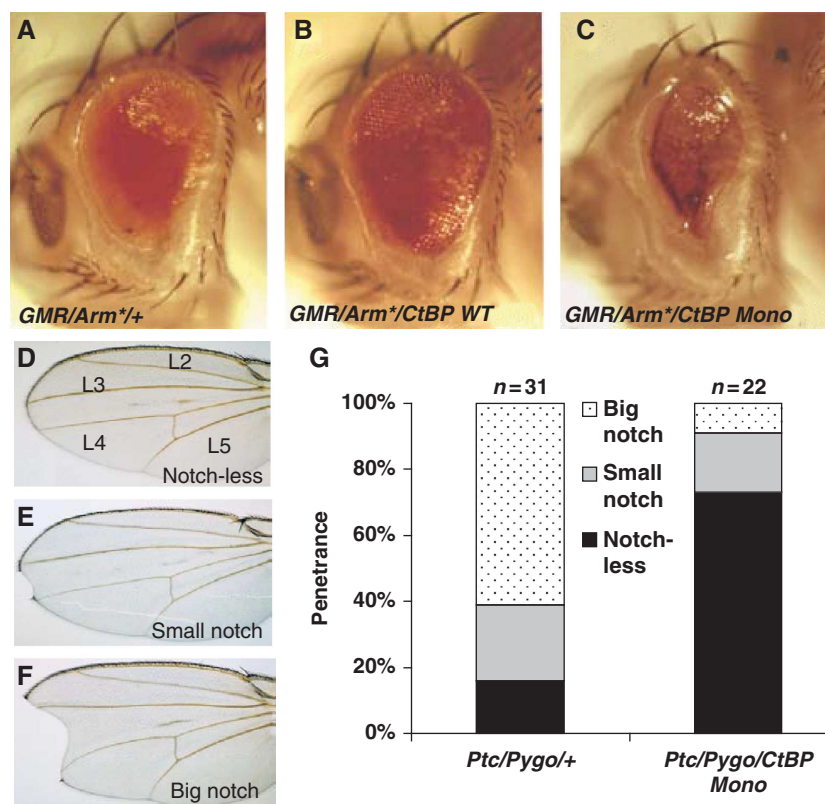 A
B
C
GMR/Arm*/+
GMR/Arm*/CtBP WT
GMR/Arm*/CtBP Mono
D
L2
L3
L4
L5
Notch-less
E
Small notch
F
Big notch
G
n=31
n=22
100%
80%
60%
40%
20%
0%
Penetrance
Big
notch
Small
notch
Notch-
less
Ptc/Pygo/+
Ptc/Pygo/CtBP
Mono